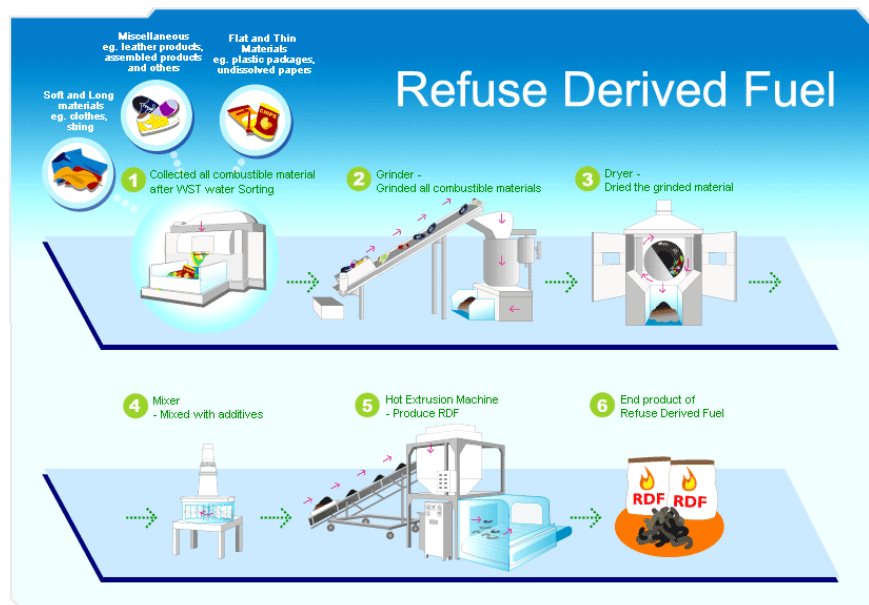 Refuse Derived Fuel
Miscellaneous
eg. leather products,
assembled products
and others
Flat and Thin
Materials
eg. plastic packages,
undissolved papers
Soft and Long
materials
eg. clothes,
string
CHIPS
1 Collected all combustible material
after WST water Sorting
2 Grinder -
Grinded all combustible materials
3 Dryer -
Dried the grinded material
4 Mixer
- Mixed with additives
5 Hot Extrusion Machine
- Produce RDF
6 End product of
Refuse Derived Fuel
RDF
RDF